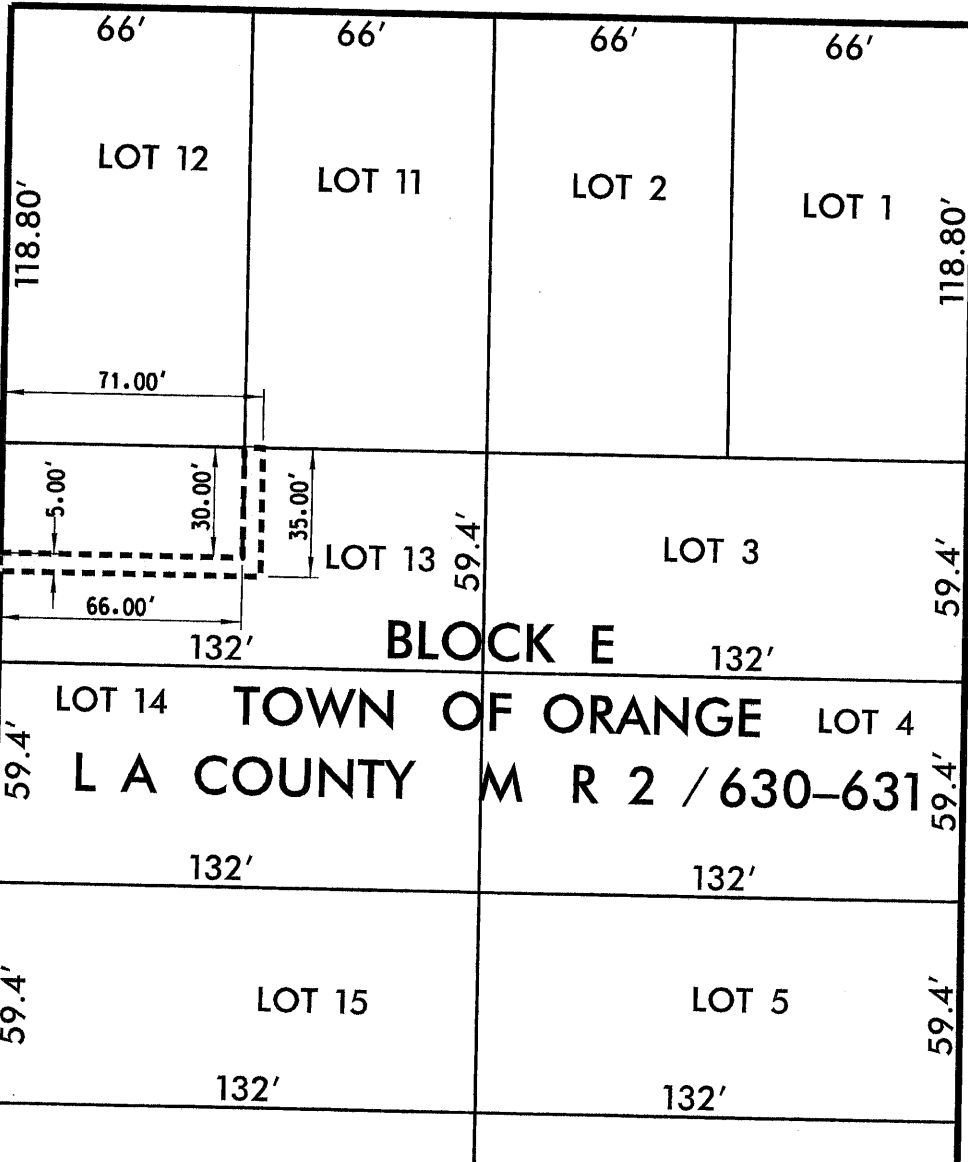 66' 66' 66' 66'
LOT 12 LOT 11 LOT 2 LOT 1
118.80' 118.80'
71.00'
5.00' 30.00' 35.00'
LOT 13 59.4' LOT 3 59.4'
66.00'
132' BLOCK E 132'
LOT 14 TOWN OF ORANGE LOT 4
59.4' L A COUNTY M R 2 / 630–631 59.4'
132' 132'
59.4' LOT 15 LOT 5 59.4'
132' 132'